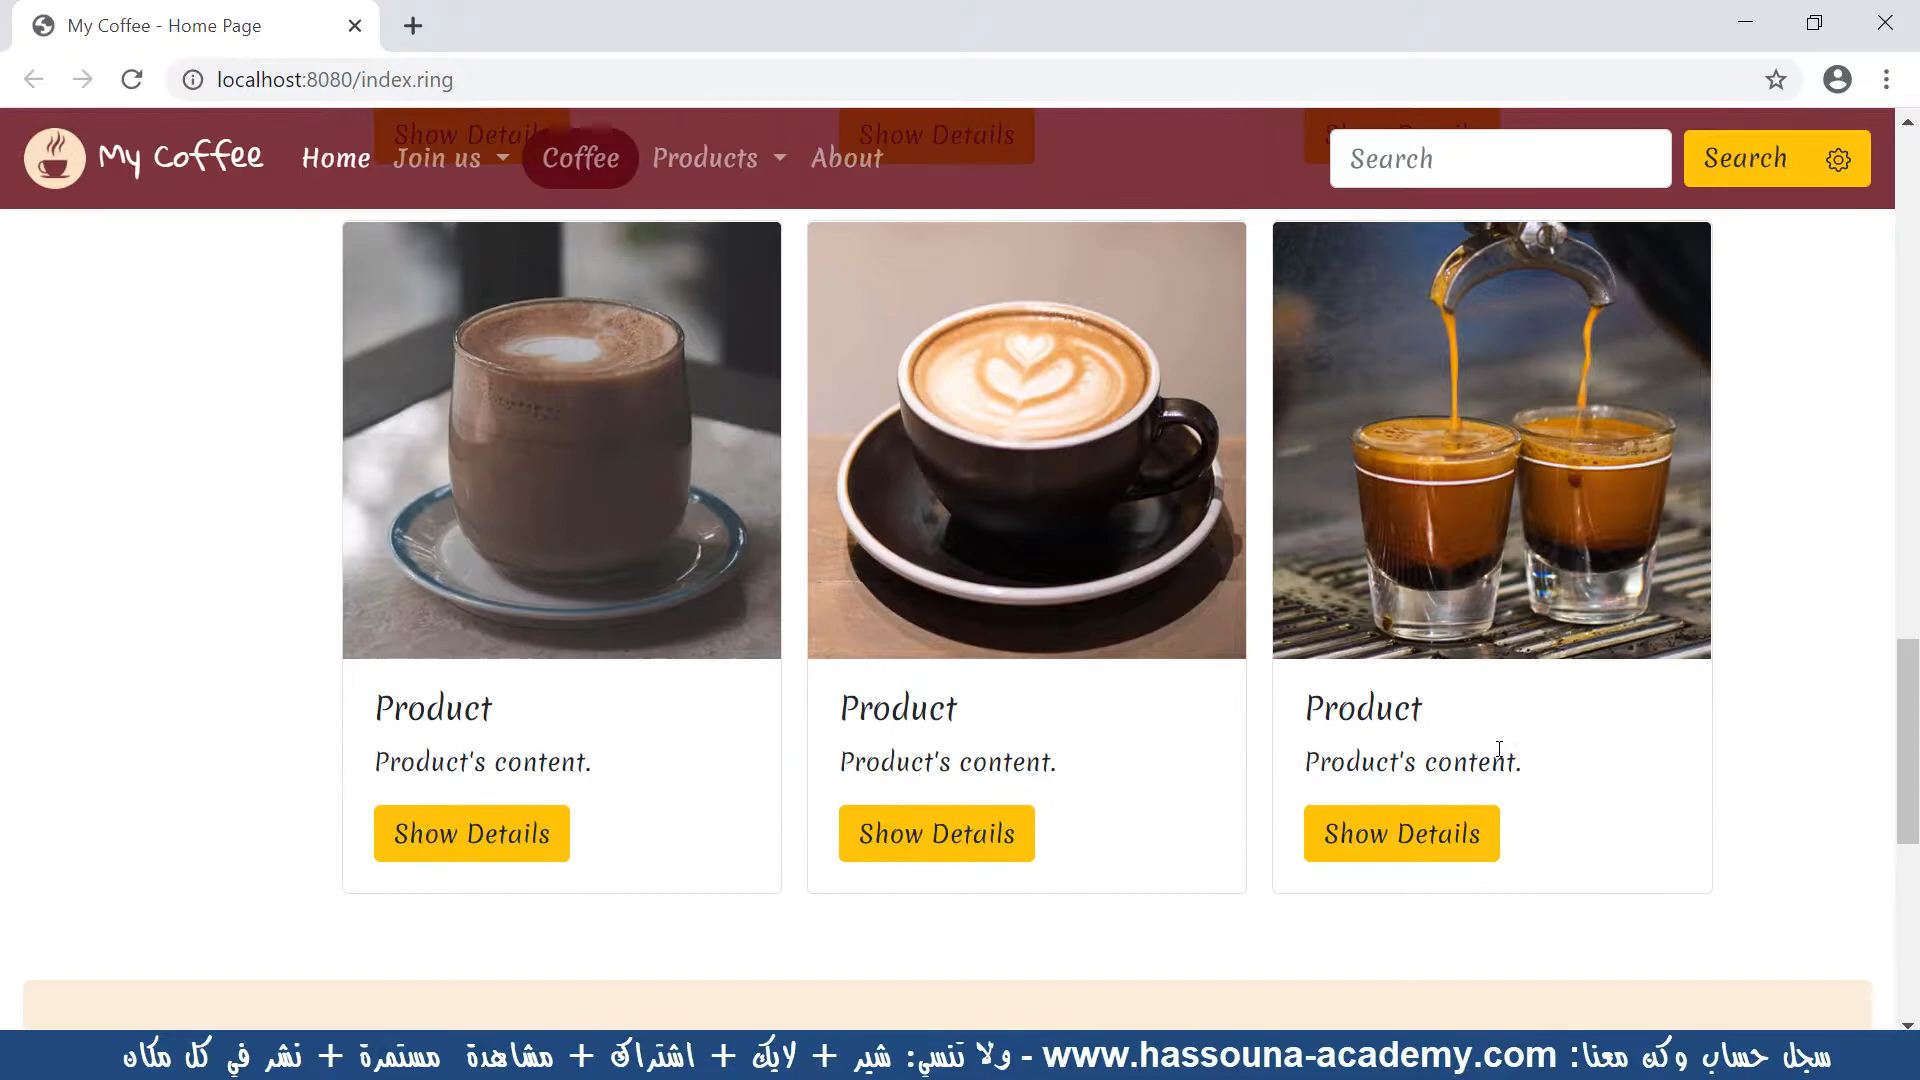 My Coffee - Home Page
localhost:8080/index.ring
Show Details Show Details
My Coffee Home Join us Coffee Products About Search Search
Product Product Product
Product's content. Product's content. Product's content.
Show Details Show Details Show Details
سجل حساب وكن معنا: www.hassouna-academy.com - ولا تنسى: شير + لايك + اشتراك + مشاهدة مستمرة + نشر في كل مكان